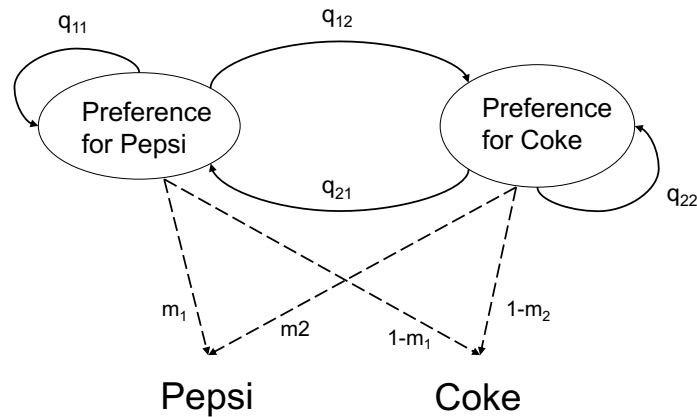 q11
q12
Preference
for Pepsi
Preference
for Coke
q21
q22
m1
m2
1-m1
1-m2
Pepsi
Coke